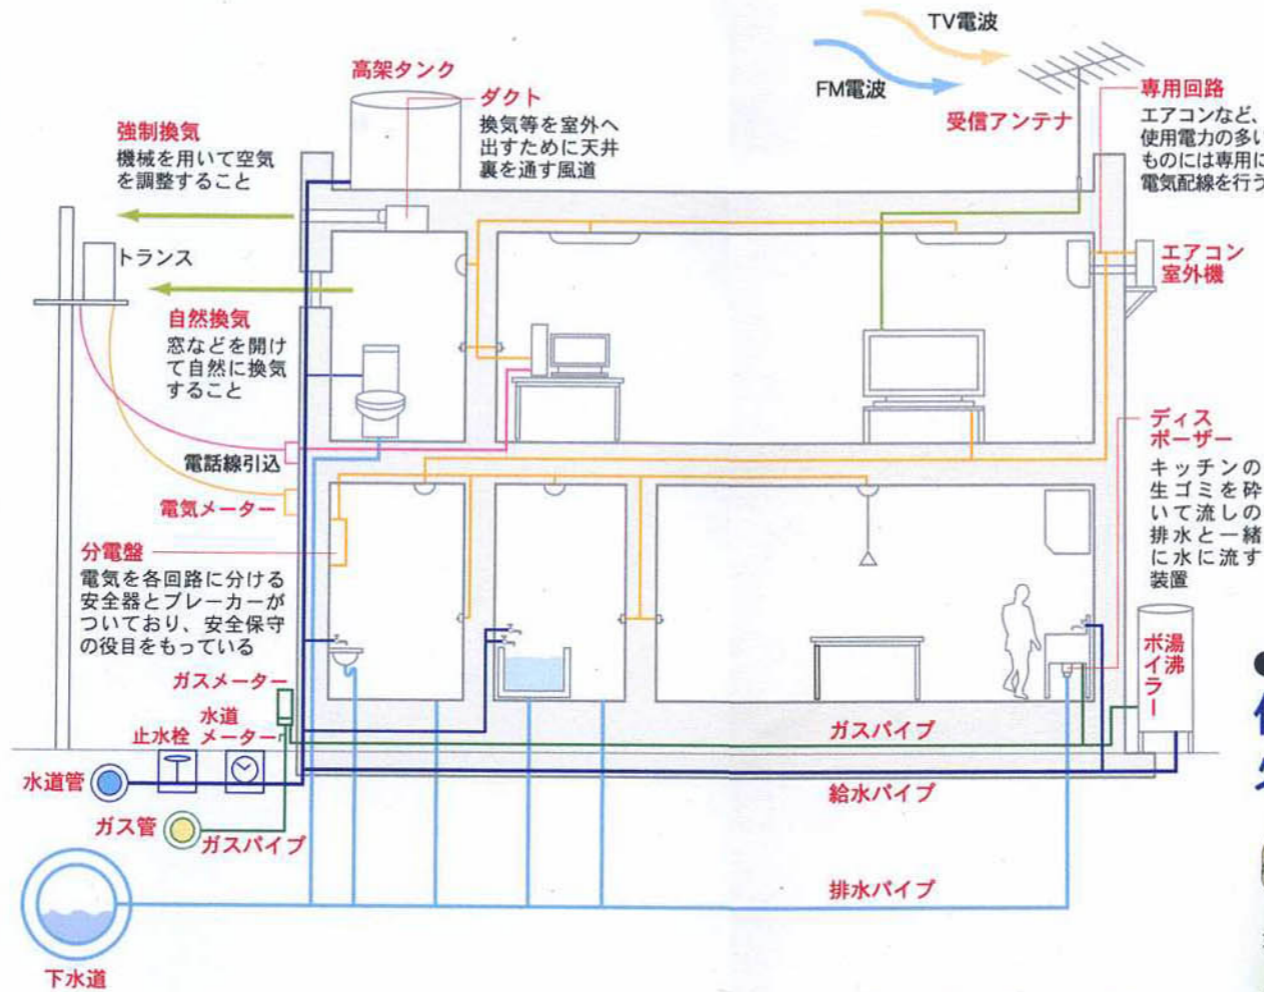 TV電波
FM電波
高架タンク
ダクト
換気等を室外へ
出すために天井
裏を通す風道
強制換気
機械を用いて空気
を調整すること
受信アンテナ
専用回路
エアコンなど、
使用電力の多い
ものには専用に
電気配線を行う
トランス
エアコン
室外機
自然換気
窓などを開け
て自然に換気
すること
電話線引込
電気メーター
ディス
ポーザー
キッチンの
生ゴミを砕
いて流しの
排水と一緒
に水に流す
装置
分電盤
電気を各回路に分ける
安全器とブレーカーが
ついており、安全保守
の役目をもっている
湯沸
ボイラー
ガスメーター
水道
メーター
止水栓
水道管
ガス管
ガスパイプ
ガスパイプ
給水パイプ
排水パイプ
下水道